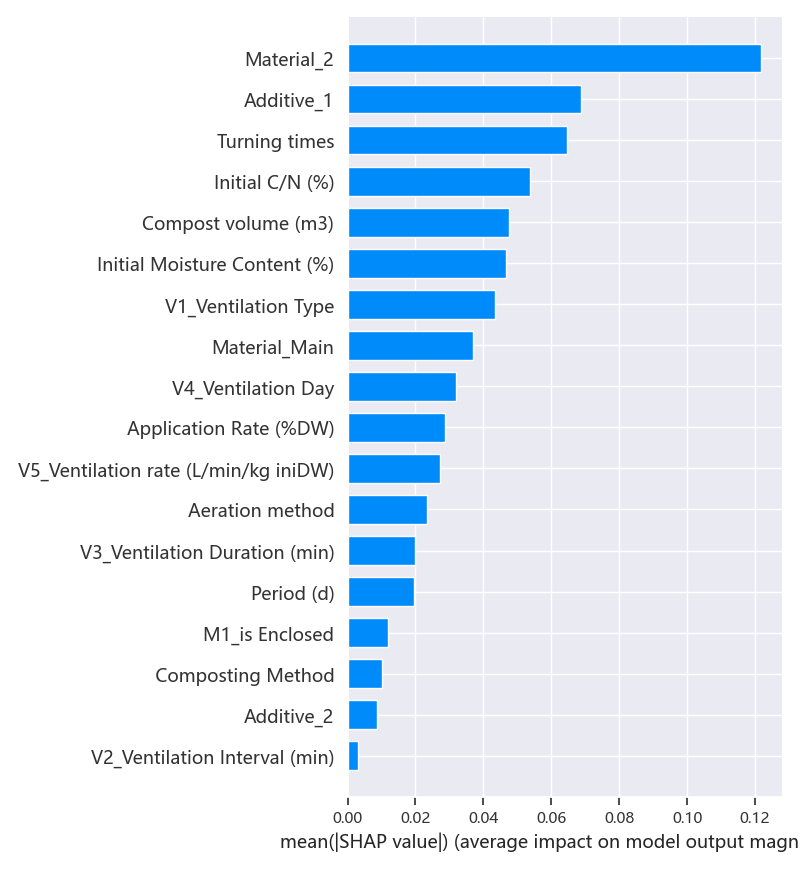 Material_2
Additive_1
Turning times
Initial C/N (%)
Compost volume (m3)
Initial Moisture Content (%)
V1_Ventilation Type
Material_Main
V4_Ventilation Day
Application Rate (%DW)
V5_Ventilation rate (L/min/kg iniDW)
Aeration method
V3_Ventilation Duration (min)
Period (d)
M1_is Enclosed
Composting Method
Additive_2
V2_Ventilation Interval (min)
0.00 0.02 0.04 0.06 0.08 0.10 0.12
mean(|SHAP value|) (average impact on model output magn